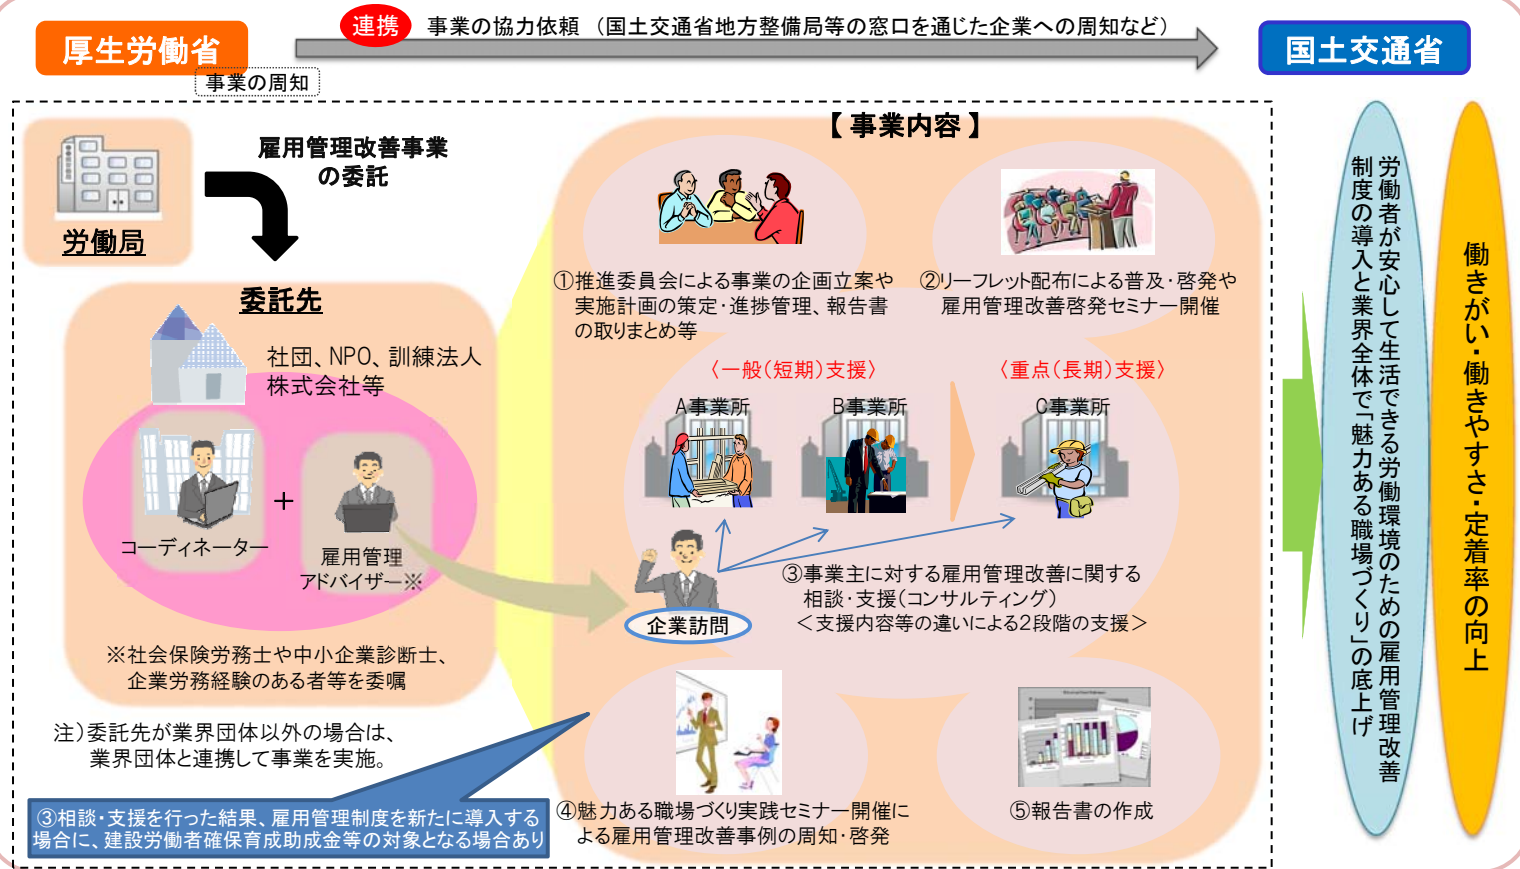 厚生労働省
連携
事業の協力依頼 （国土交通省地方整備局等の窓口を通じた企業への周知など）
国土交通省
事業の周知
労働局
雇用管理改善事業
の委託
委託先
社団、NPO、訓練法人
株式会社等
コーディネーター
＋
雇用管理
アドバイザー※
※社会保険労務士や中小企業診断士、
企業労務経験のある者等を委嘱
注）委託先が業界団体以外の場合は、
業界団体と連携して事業を実施。
③相談・支援を行った結果、雇用管理制度を新たに導入する
場合に、建設労働者確保育成助成金等の対象となる場合あり
【 事業内容 】
①推進委員会による事業の企画立案や
実施計画の策定・進捗管理、報告書
の取りまとめ等
②リーフレット配布による普及・啓発や
雇用管理改善啓発セミナー開催
〈一般（短期）支援〉
〈重点（長期）支援〉
A事業所
B事業所
C事業所
企業訪問
③事業主に対する雇用管理改善に関する
相談・支援（コンサルティング）
＜支援内容等の違いによる２段階の支援＞
④魅力ある職場づくり実践セミナー開催に
よる雇用管理改善事例の周知・啓発
⑤報告書の作成
労働者が安心して生活できる労働環境のための雇用管理改善
制度の導入と業界全体で「魅力ある職場づくり」の底上げ
働きがい・働きやすさ・定着率の向上